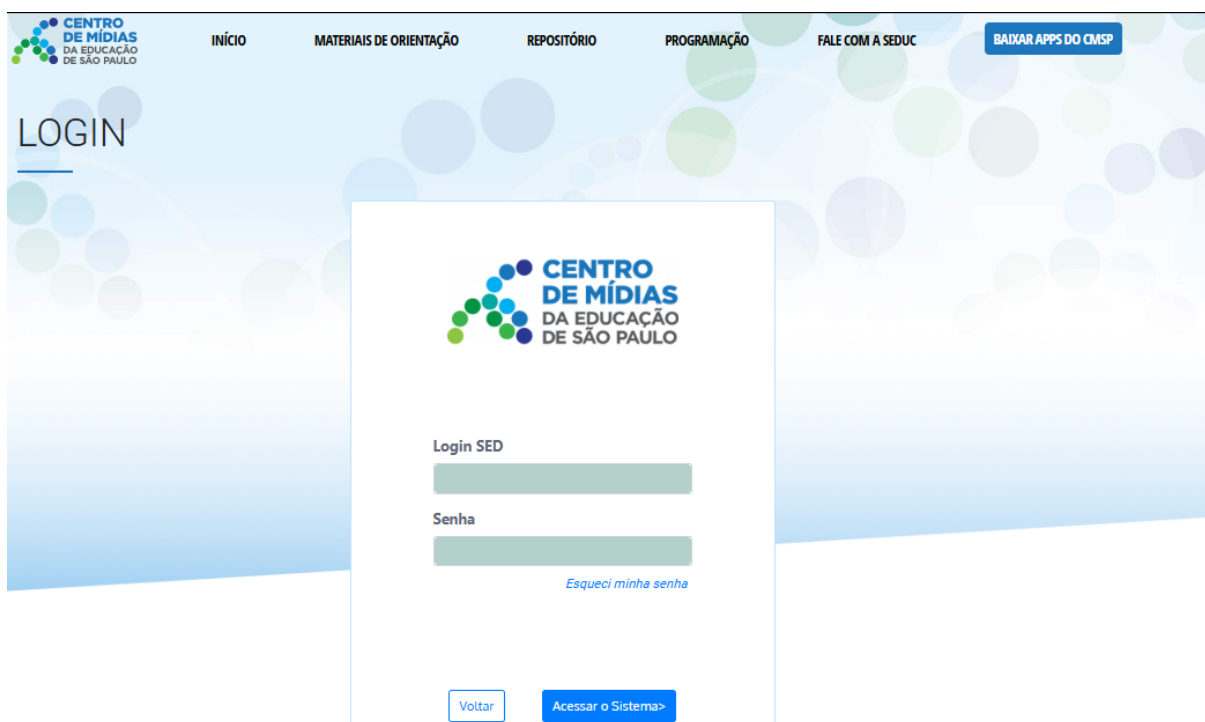 CENTRO
DE MÍDIAS
DA EDUCAÇÃO
DE SÃO PAULO
INÍCIO
MATERIAIS DE ORIENTAÇÃO
REPOSITÓRIO
PROGRAMAÇÃO
FALE COM A SEDUC
BAIXAR APPS DO CMSP
LOGIN
CENTRO
DE MÍDIAS
DA EDUCAÇÃO
DE SÃO PAULO
Login SED
Senha
Esqueci minha senha
Voltar
Acessar o Sistema>